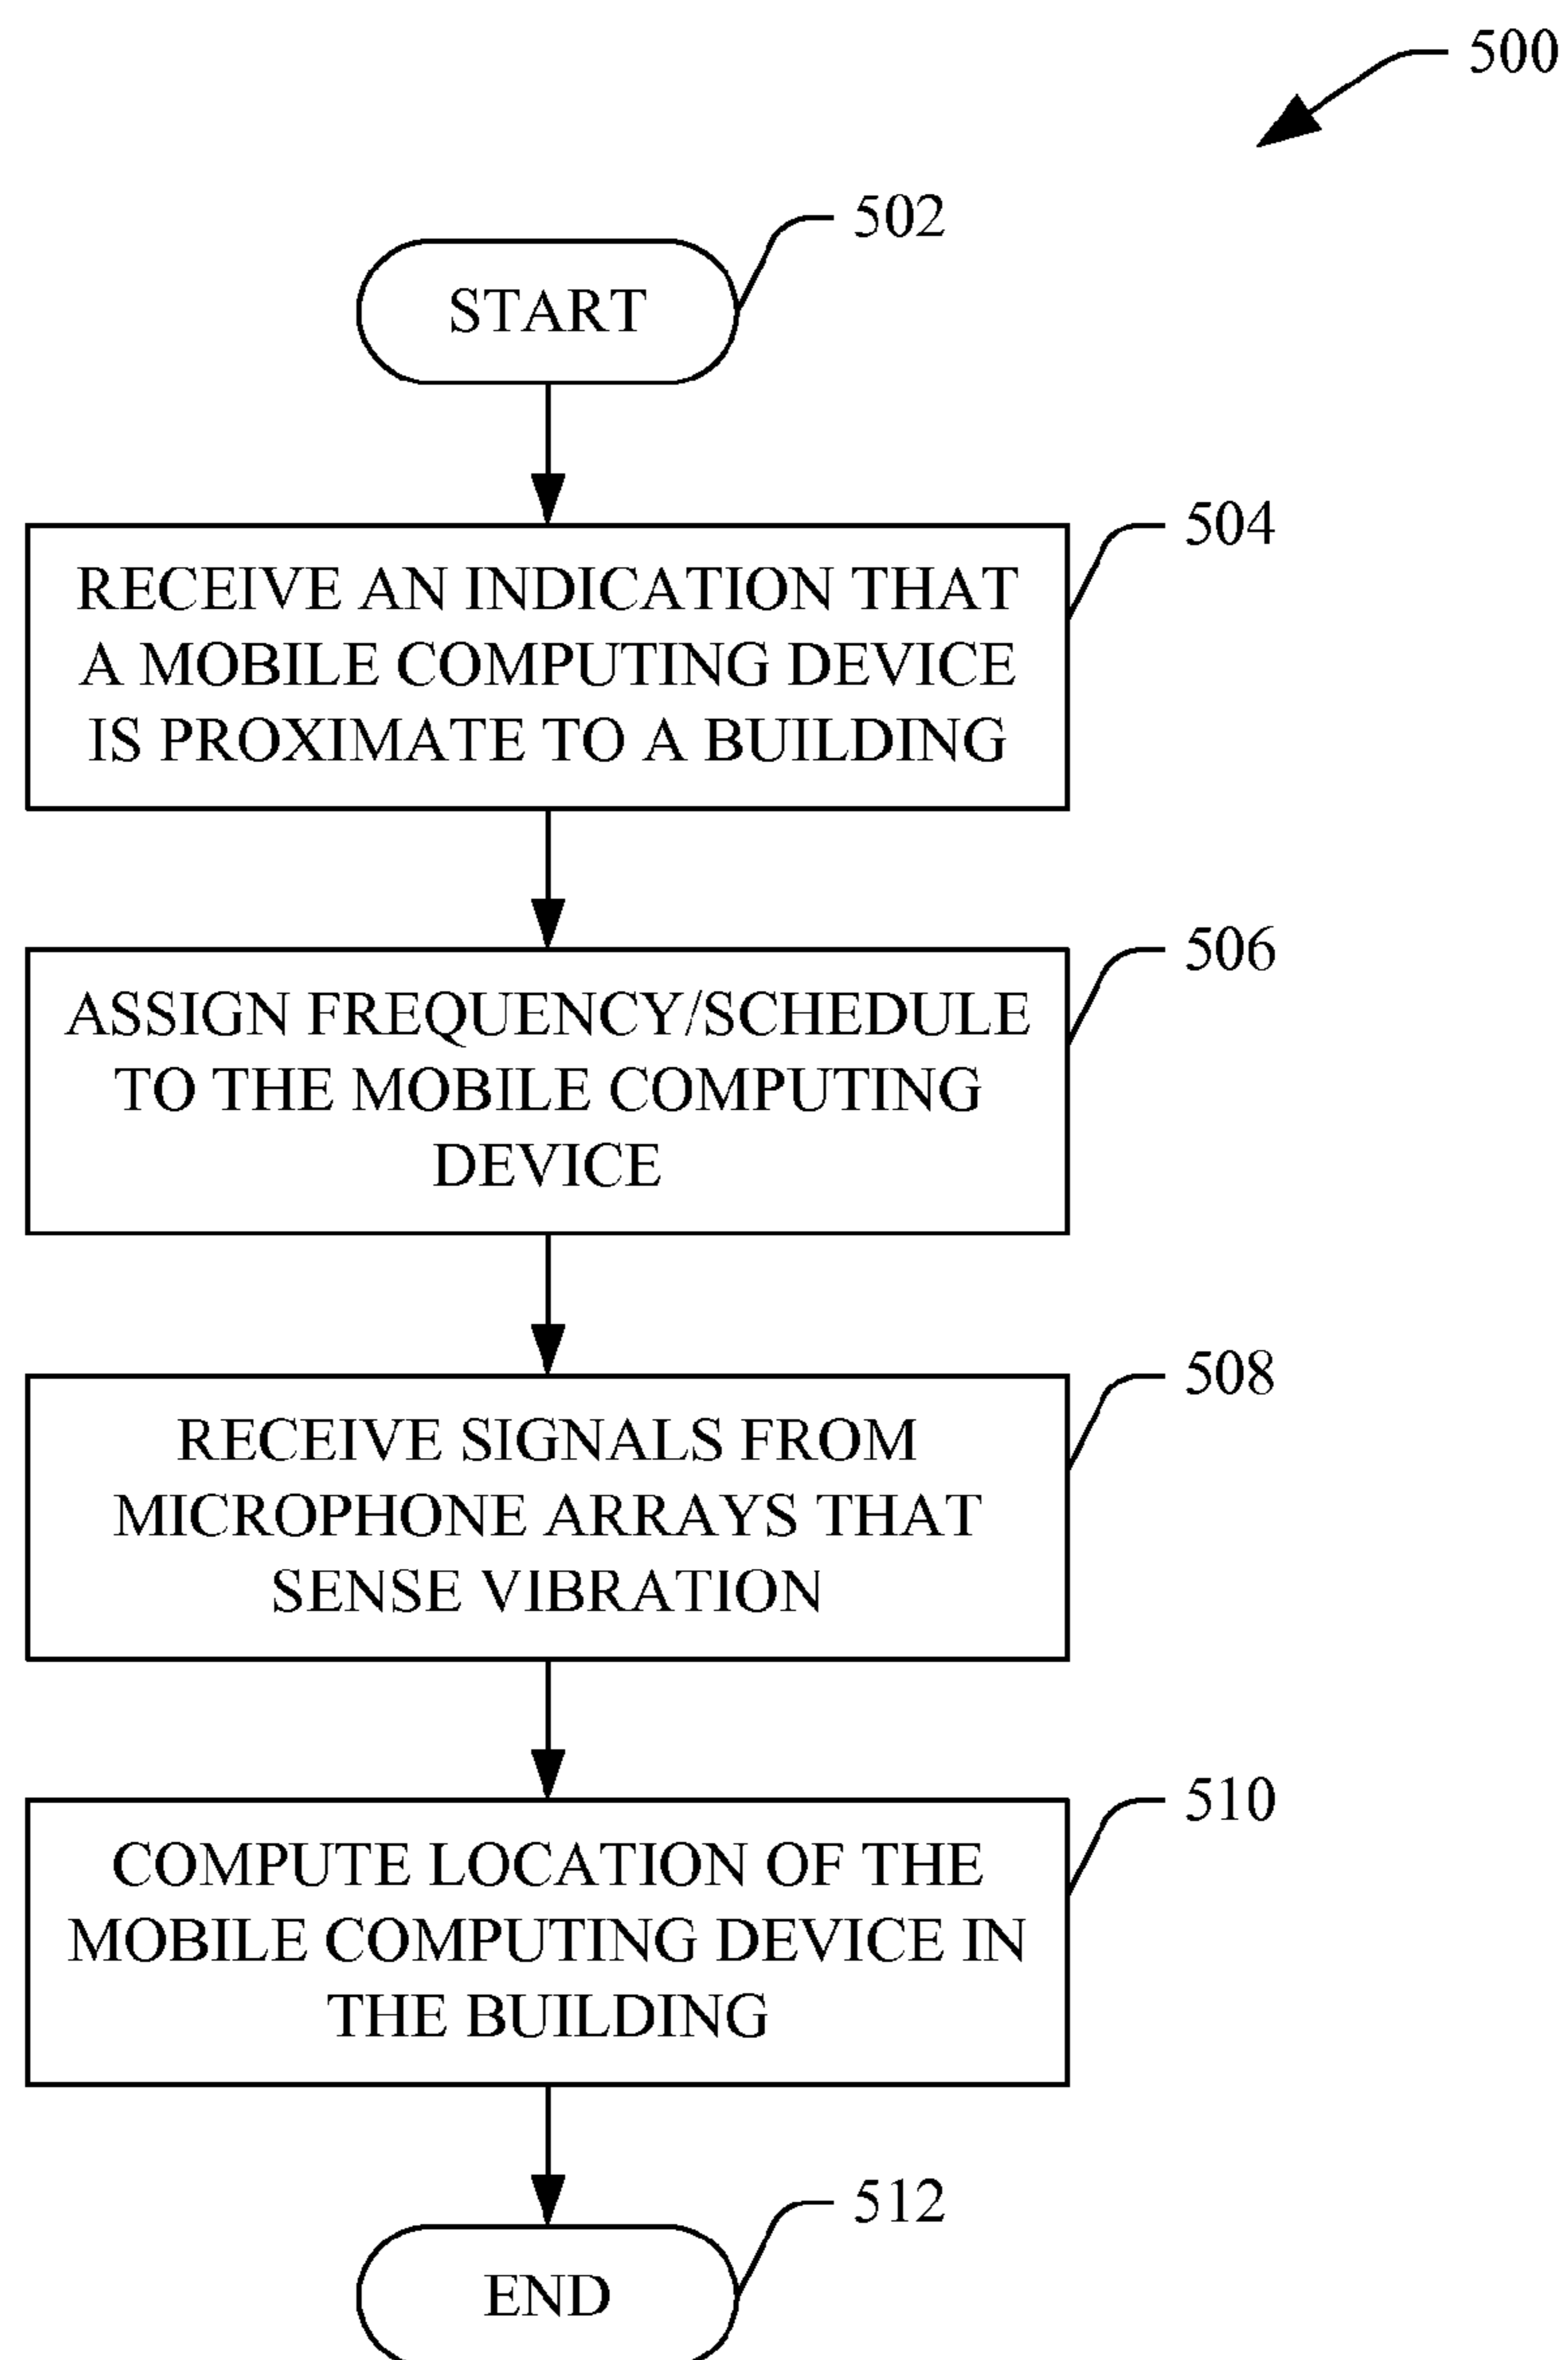 500
502
START
504
RECEIVE AN INDICATION THAT
A MOBILE COMPUTING DEVICE
IS PROXIMATE TO A BUILDING
506
ASSIGN FREQUENCY/SCHEDULE
TO THE MOBILE COMPUTING
DEVICE
508
RECEIVE SIGNALS FROM
MICROPHONE ARRAYS THAT
SENSE VIBRATION
510
COMPUTE LOCATION OF THE
MOBILE COMPUTING DEVICE IN
THE BUILDING
512
END